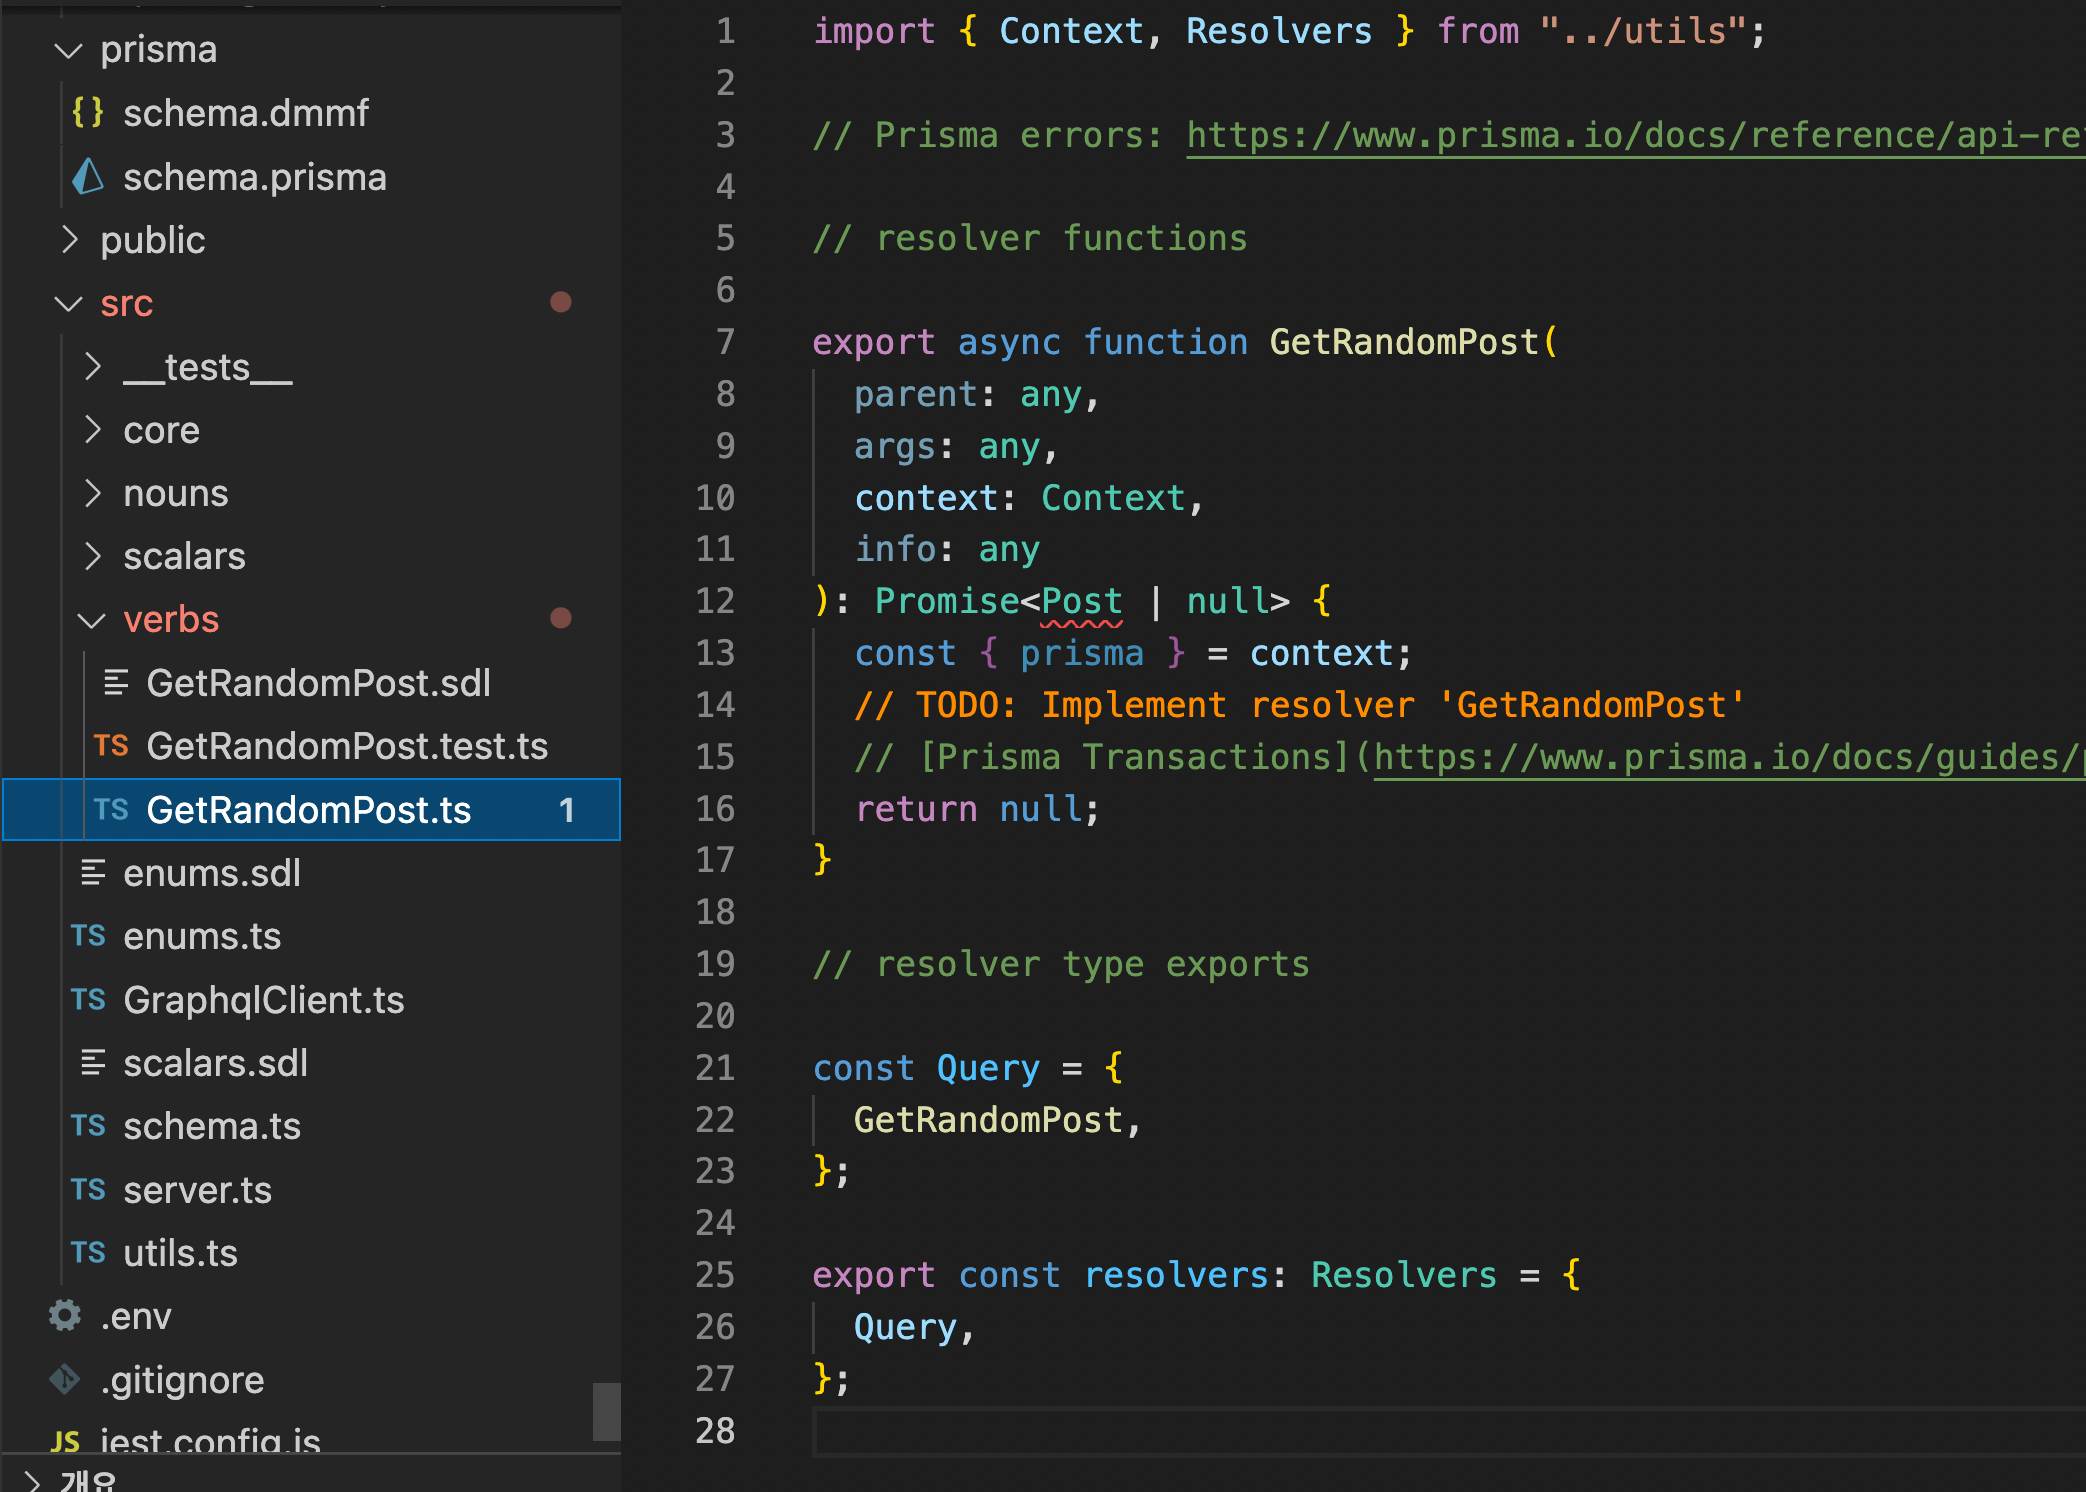 prisma
{} schema.dmmf
schema.prisma
public
src
__tests__
core
nouns
scalars
verbs
GetRandomPost.sdl
TS GetRandomPost.test.ts
TS GetRandomPost.ts 1
enums.sdl
TS enums.ts
TS GraphqlClient.ts
scalars.sdl
TS schema.ts
TS server.ts
TS utils.ts
.env
.gitignore
JS jest.config.js
개요
1 import { Context, Resolvers } from "../utils";
2
3 // Prisma errors: https://www.prisma.io/docs/reference/api-re
4
5 // resolver functions
6
7 export async function GetRandomPost(
8 parent: any,
9 args: any,
10 context: Context,
11 info: any
12 ): Promise<Post | null> {
13 const { prisma } = context;
14 // TODO: Implement resolver 'GetRandomPost'
15 // [Prisma Transactions](https://www.prisma.io/docs/guides/
16 return null;
17 }
18
19 // resolver type exports
20
21 const Query = {
22 GetRandomPost,
23 };
24
25 export const resolvers: Resolvers = {
26 Query,
27 };
28